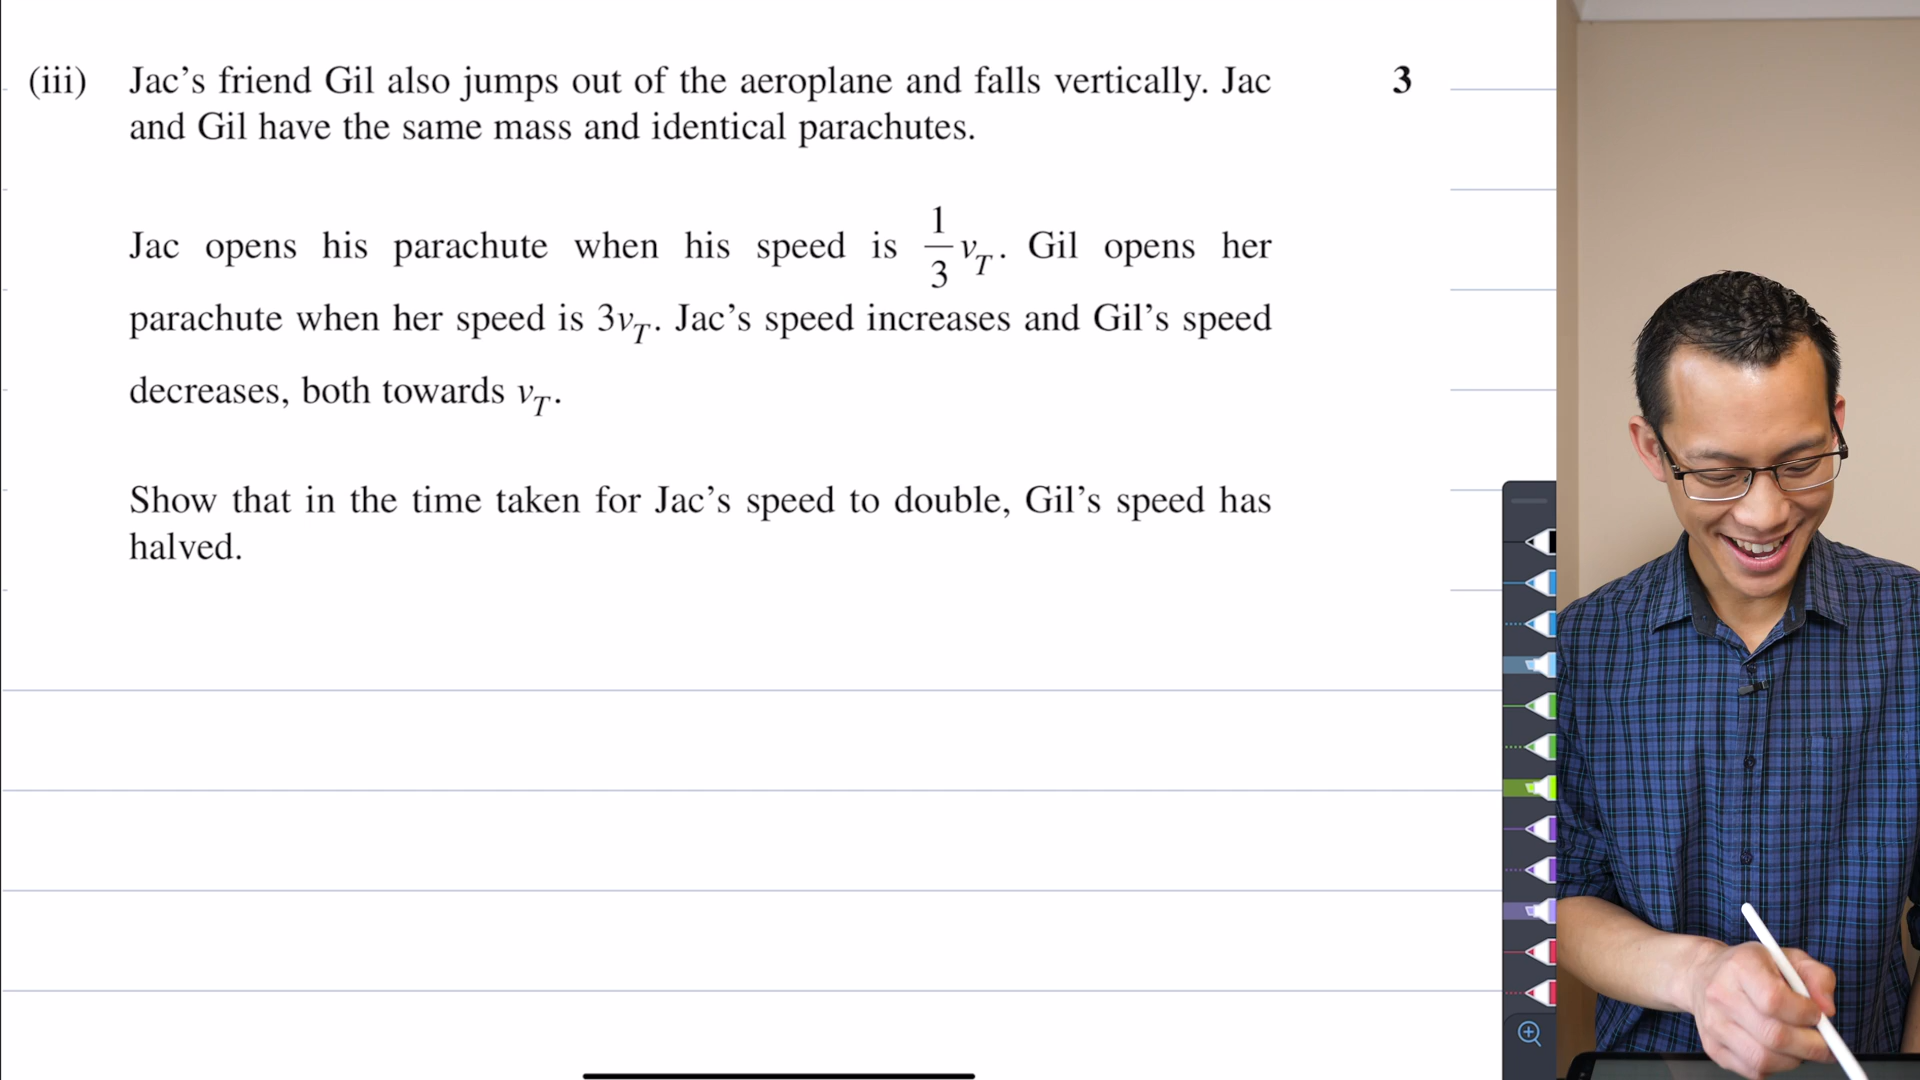 (iii) Jac’s friend Gil also jumps out of the aeroplane and falls vertically. Jac 3
and Gil have the same mass and identical parachutes.
Jac opens his parachute when his speed is 1/3 v_T. Gil opens her
parachute when her speed is 3v_T. Jac’s speed increases and Gil’s speed
decreases, both towards v_T.
Show that in the time taken for Jac’s speed to double, Gil’s speed has
halved.